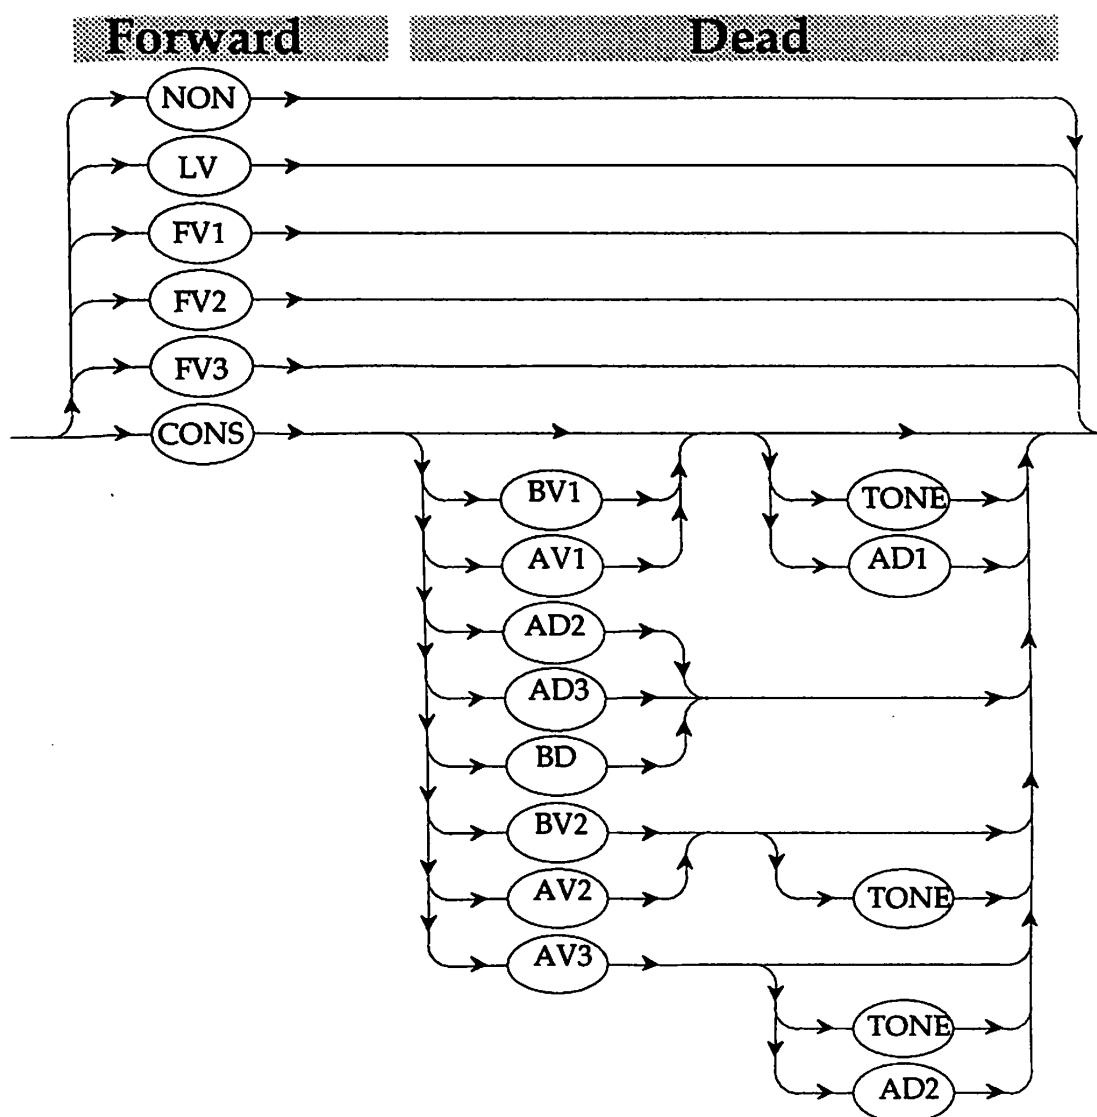 Forward Dead
NON
LV
FV1
FV2
FV3
CONS
BV1 TONE
AV1 AD1
AD2
AD3
BD
BV2
AV2 TONE
AV3
TONE
AD2